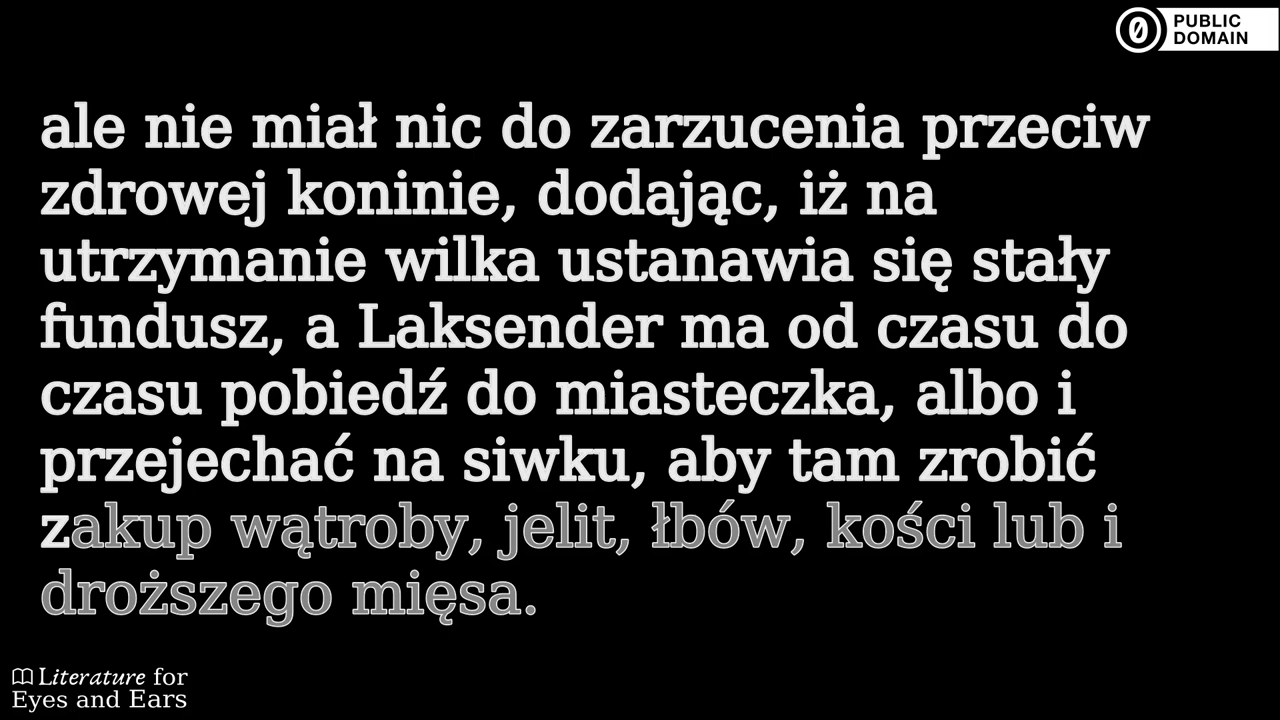 PUBLIC
DOMAIN
ale nie miał nic do zarzucenia przeciw
zdrowej koninie, dodając, iż na
utrzymanie wilka ustanawia się stały
fundusz, a Laksender ma od czasu do
czasu pobiedź do miasteczka, albo i
przejechać na siwku, aby tam zrobić
zakup wątroby, jelit, łbów, kości lub i
droższego mięsa.
Literature for
Eyes and Ears